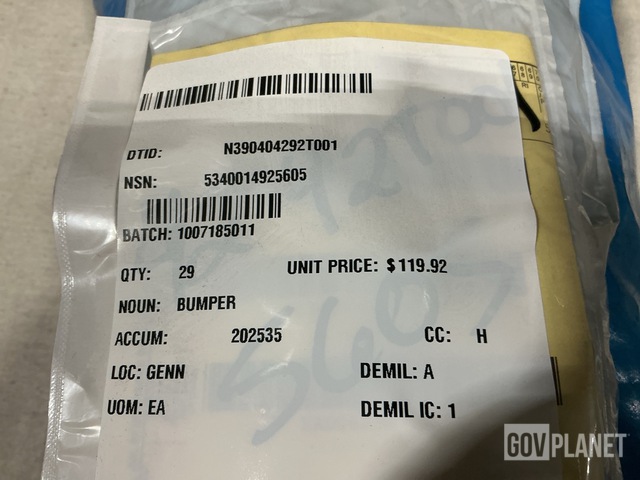 DTID: N390404292T001
NSN: 5340014925605
BATCH: 1007185011
QTY: 29 UNIT PRICE: $119.92
NOUN: BUMPER
ACCUM: 202535 CC: H
LOC: GENN DEMIL: A
UOM: EA DEMIL IC: 1
5605
GOVPLANET